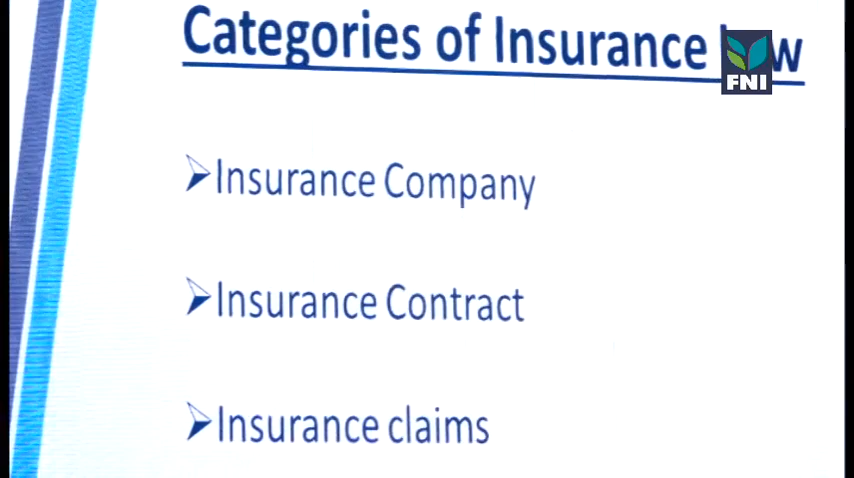 Categories of Insurance
FNI
Insurance Company
Insurance Contract
Insurance claims